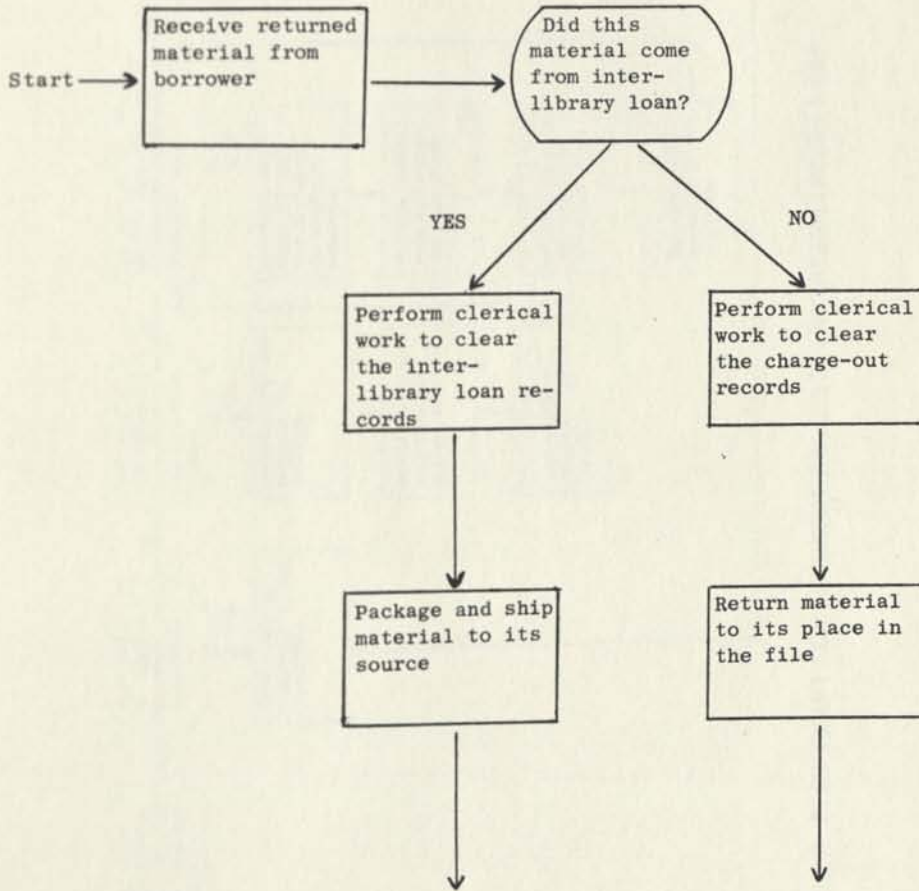 Start
Receive returned
material from
borrower
Did this
material come
from inter-
library loan?
YES
NO
Perform clerical
work to clear
the inter-
library loan re-
cords
Perform clerical
work to clear
the charge-out
records
Package and ship
material to its
source
Return material
to its place in
the file